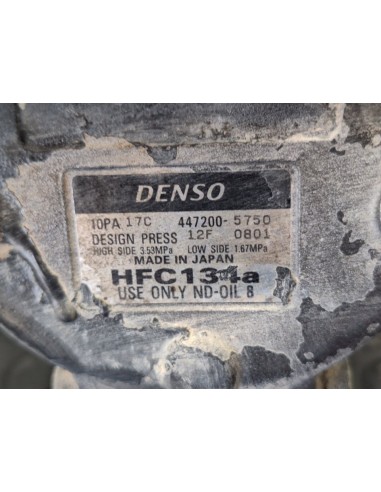 DENSO
10PA 17C 447200-5750
DESIGN PRESS 12F 0801
HIGH SIDE 3.53MPa LOW SIDE 1.67MPa
MADE IN JAPAN
HFC134a
USE ONLY ND-OIL 8